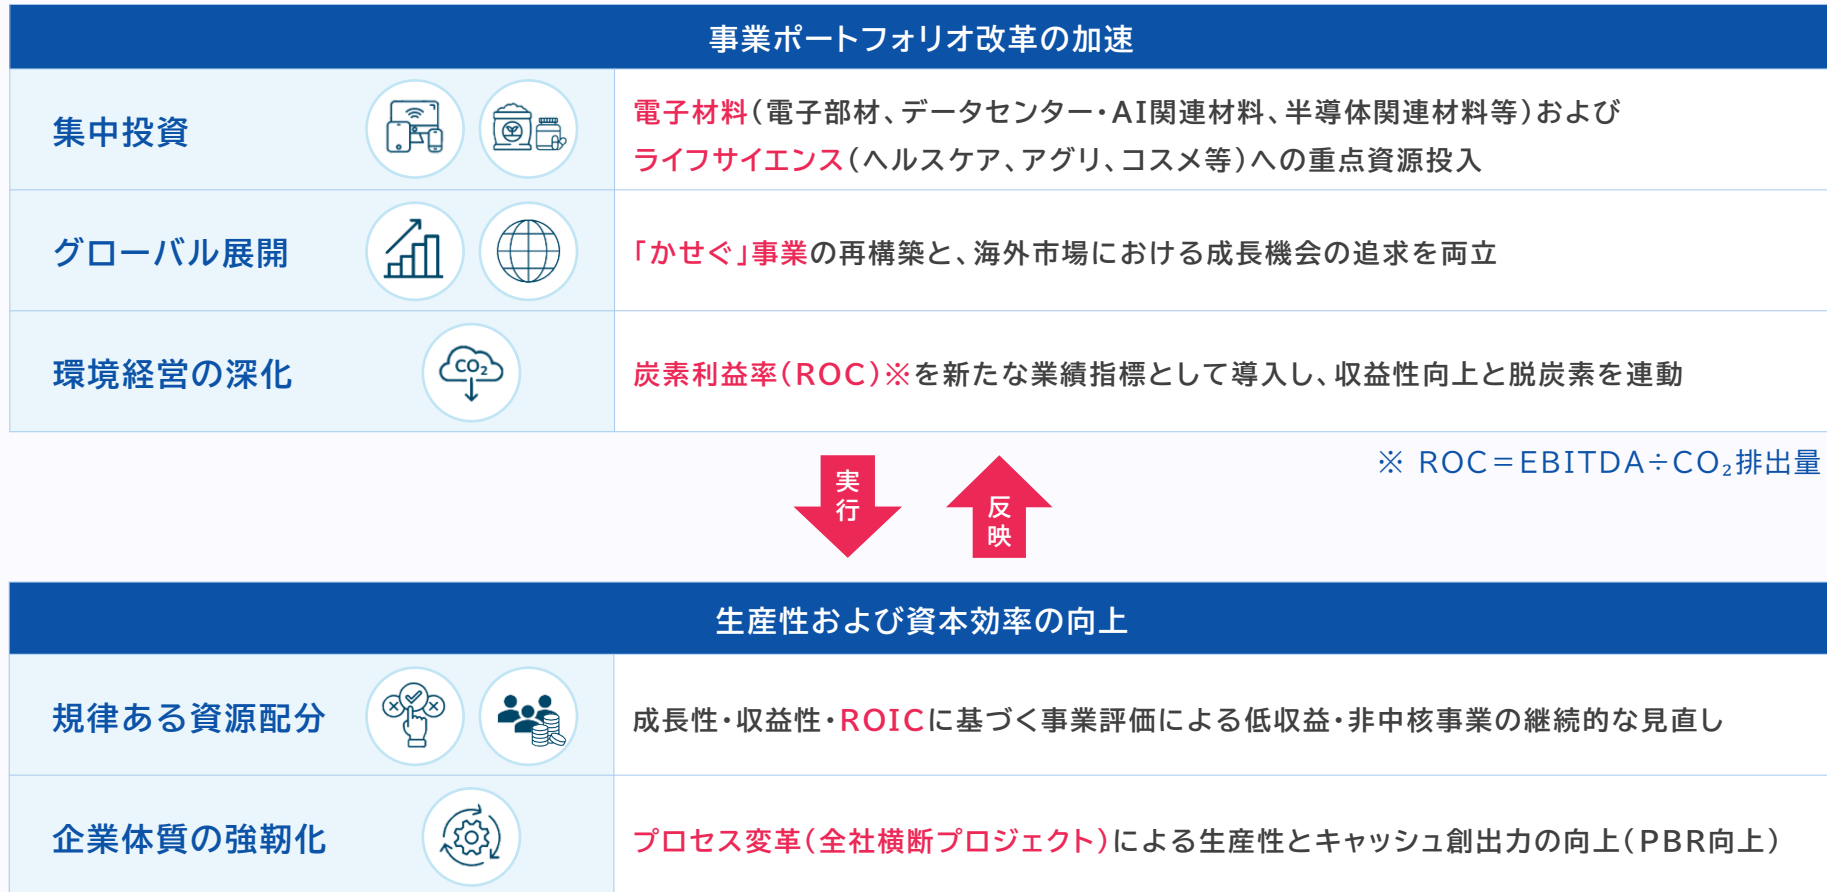 事業ポートフォリオ改革の加速
集中投資
電子材料(電子部材、データセンター・AI関連材料、半導体関連材料等)および
ライフサイエンス(ヘルスケア、アグリ、コスメ等)への重点資源投入
グローバル展開
「かせぐ」事業の再構築と、海外市場における成長機会の追求を両立
環境経営の深化
CO₂
炭素利益率(ROC)※を新たな業績指標として導入し、収益性向上と脱炭素を連動
※ ROC=EBITDA÷CO₂排出量
実行
反映
生産性および資本効率の向上
規律ある資源配分
成長性・収益性・ROICに基づく事業評価による低収益・非中核事業の継続的な見直し
企業体質の強靭化
プロセス変革(全社横断プロジェクト)による生産性とキャッシュ創出力の向上(PBR向上)